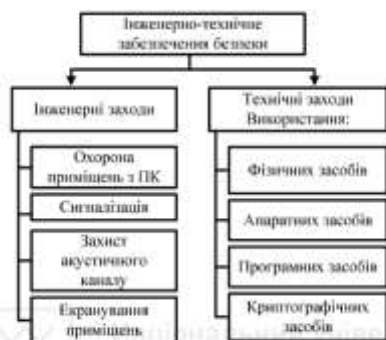 Інженерно-технічне
забезпечення безпеки
Інженерні заходи
Охорона
приміщень з ПК
Сигналізація
Захист
акустичного
каналу
Екранування
приміщень
Технічні заходи
Використання:
Фізичних засобів
Апаратних засобів
Програмних засобів
Криптографічних
засобів